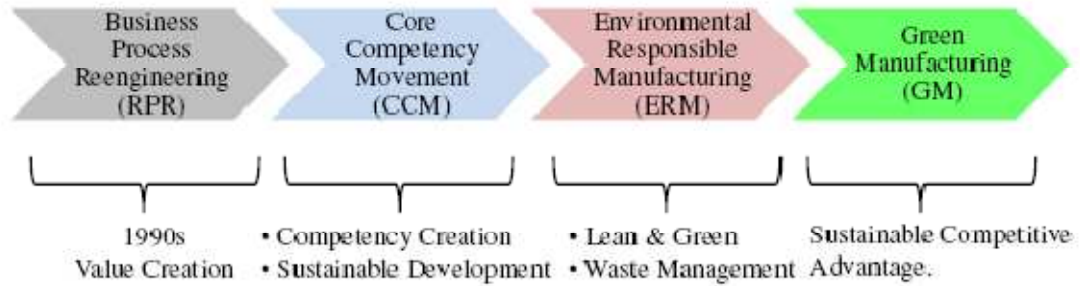 Business
Process
Reengineering
(RPR)
Core
Competency
Movement
(CCM)
Environmental
Responsible
Manufacturing
(ERM)
Green
Manufacturing
(GM)
1990s
Value Creation
• Competency Creation
• Sustainable Development
• Lean & Green
• Waste Management
Sustainable Competitive
Advantage.